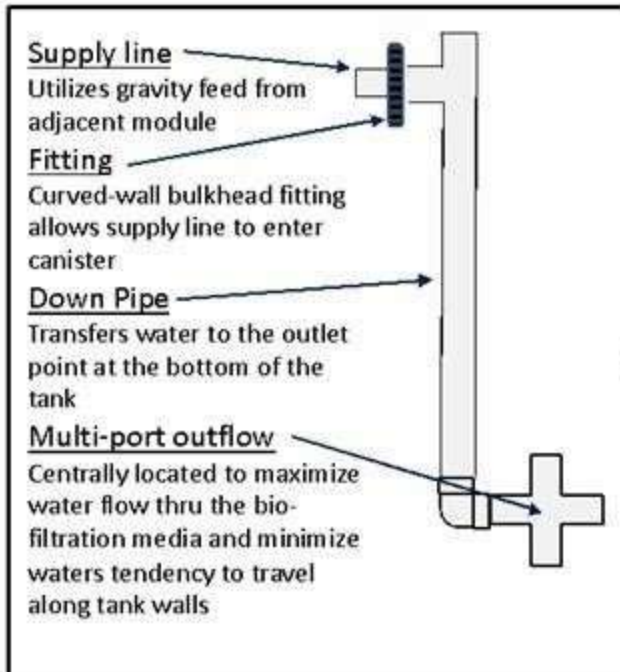 Supply line
Utilizes gravity feed from
adjacent module
Fitting
Curved-wall bulkhead fitting
allows supply line to enter
canister
Down Pipe
Transfers water to the outlet
point at the bottom of the
tank
Multi-port outflow
Centrally located to maximize
water flow thru the bio-
filtration media and minimize
waters tendency to travel
along tank walls